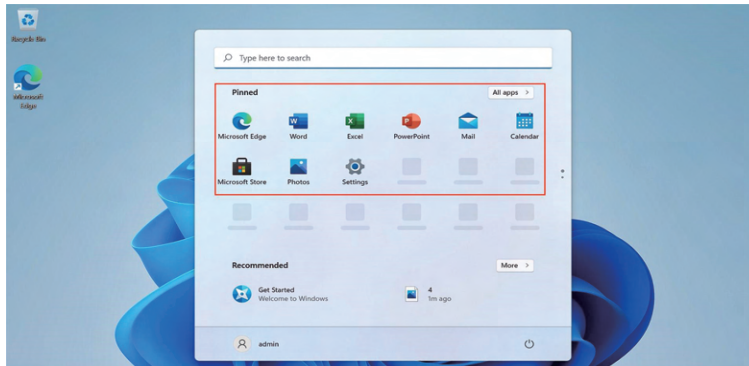 Recycle Bin
Microsoft
Edge
Type here to search
Pinned
All apps >
Microsoft Edge
Word
Excel
PowerPoint
Mail
Calendar
Microsoft Store
Photos
Settings
Recommended
More >
Get Started
Welcome to Windows
4
1m ago
admin